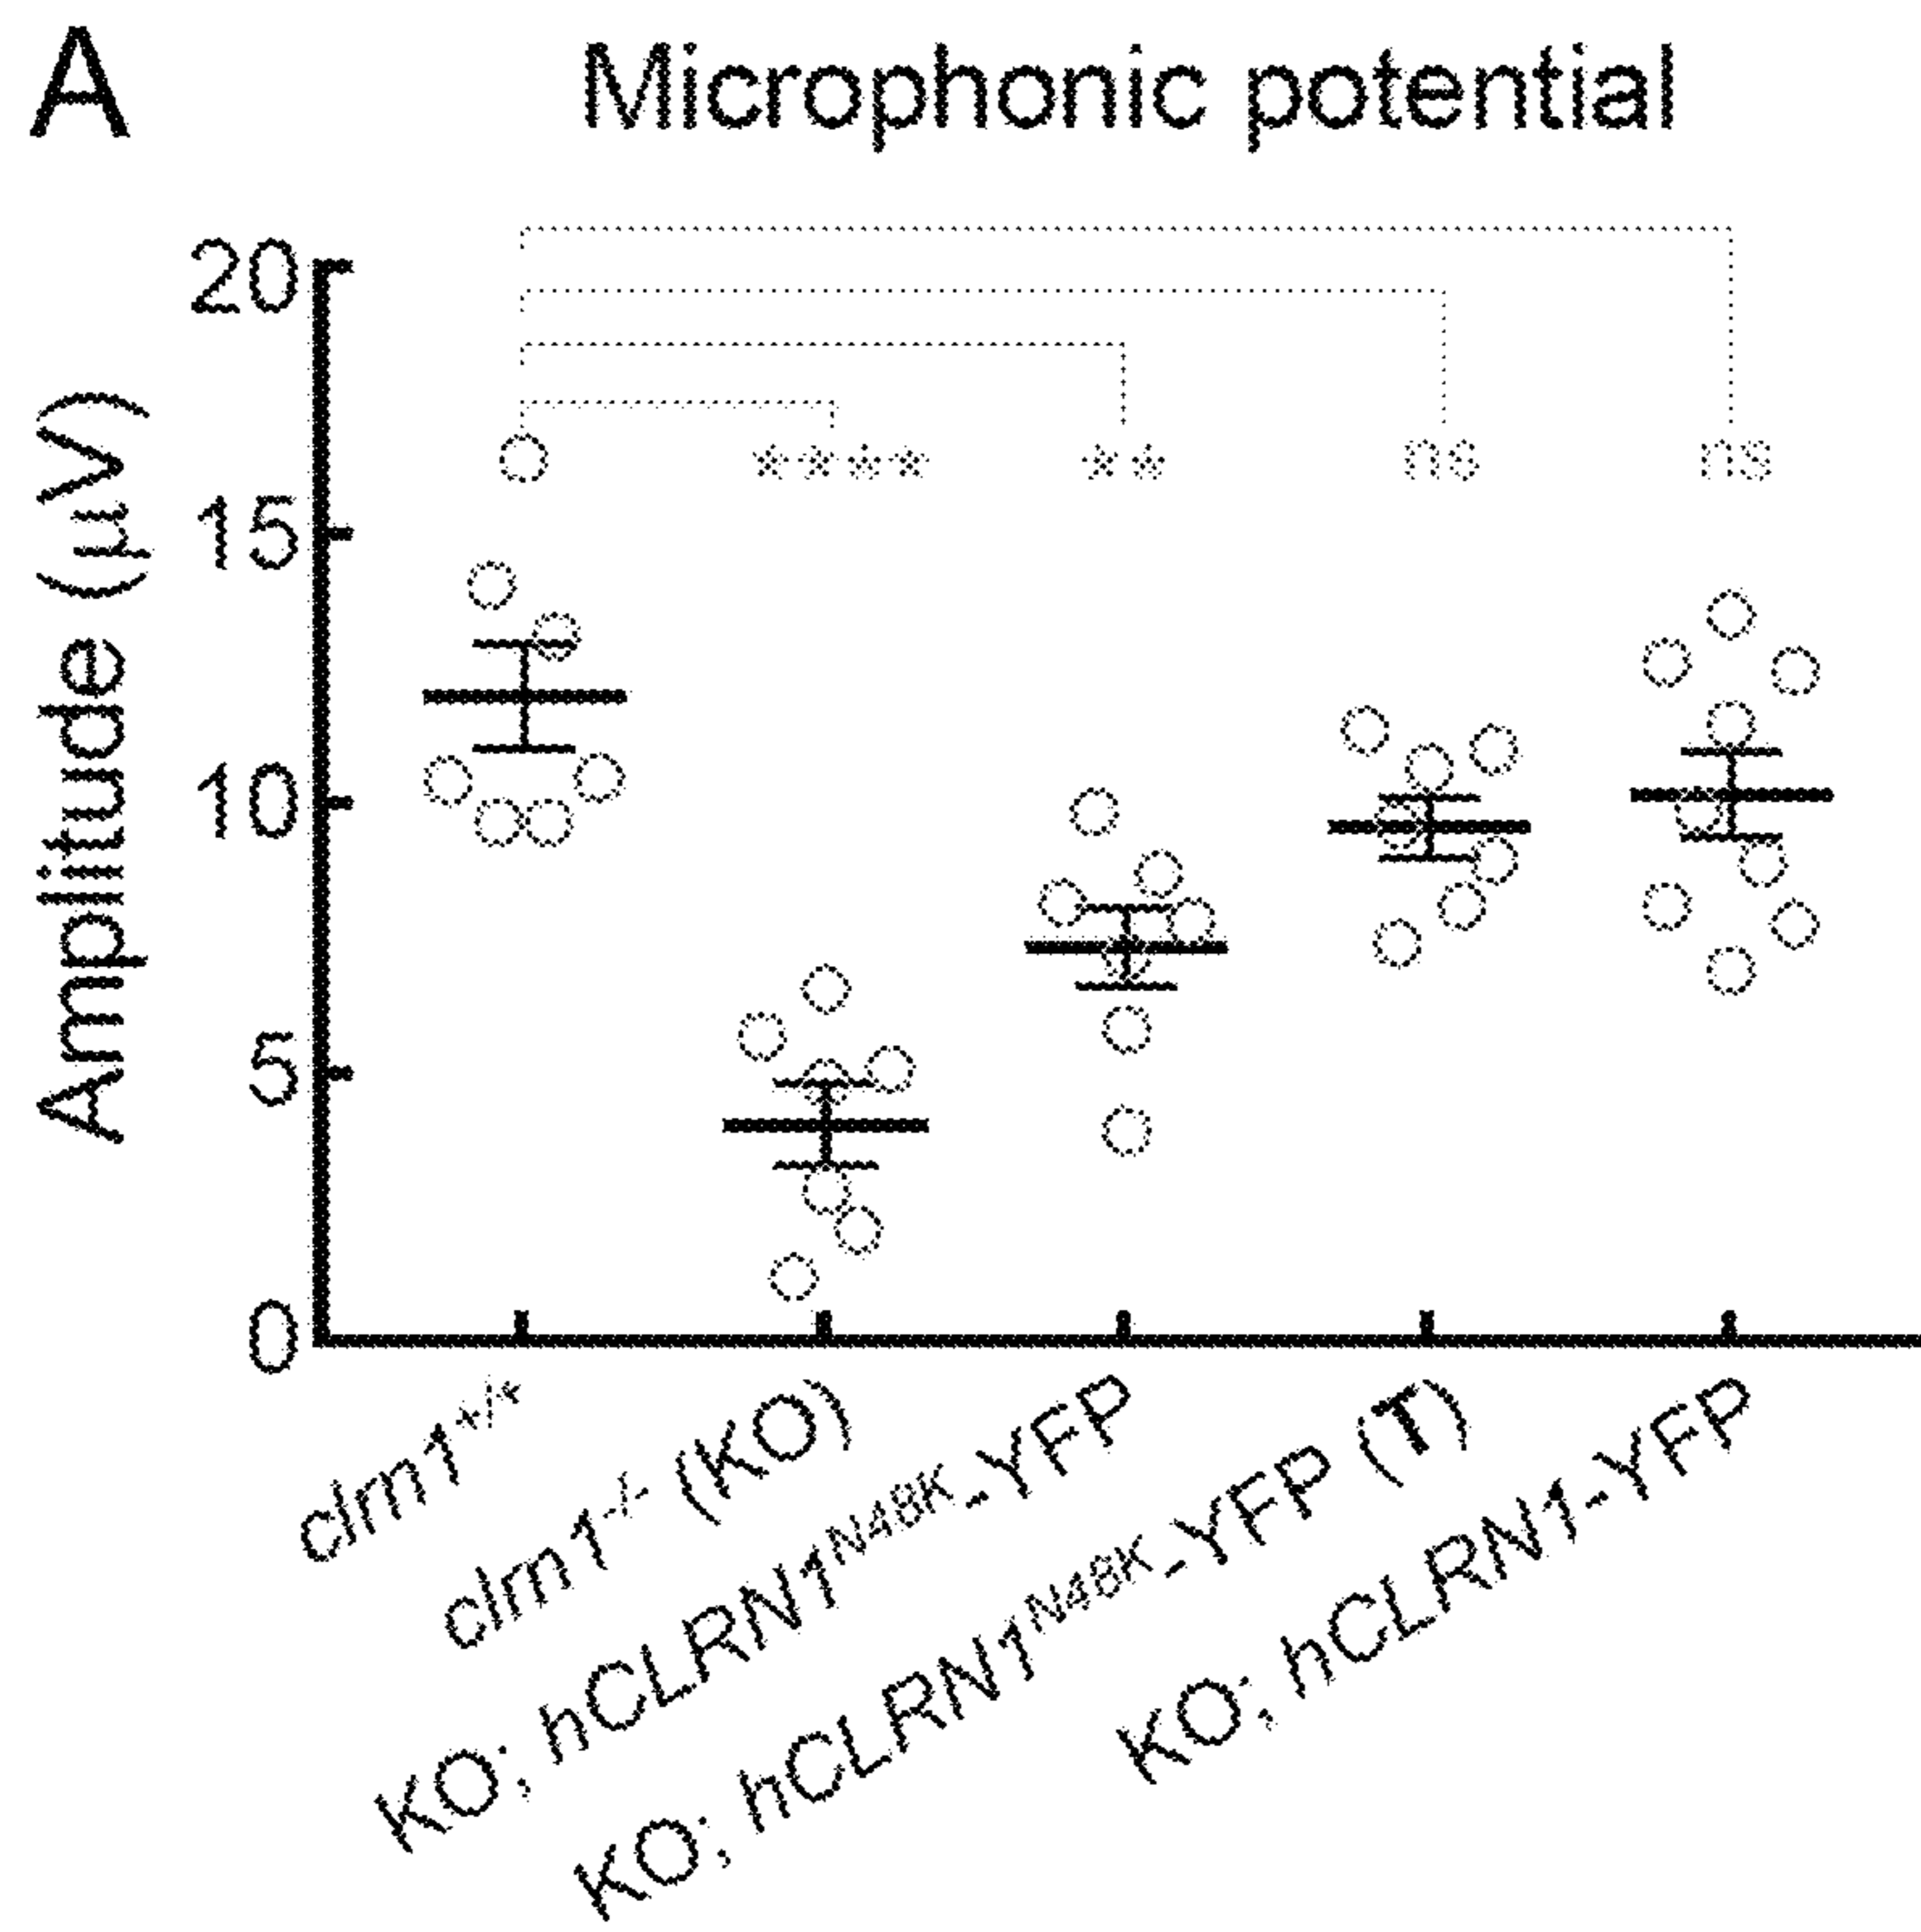 A
Microphonic potential
Amplitude (µV)
20
15
10
5
0
**** ** ns ns
clrn1+/+
clrn1-/- (KO)
KO; hCLRN1N48K-YFP
KO; hCLRN1N48K-YFP (T)
KO; hCLRN1-YFP